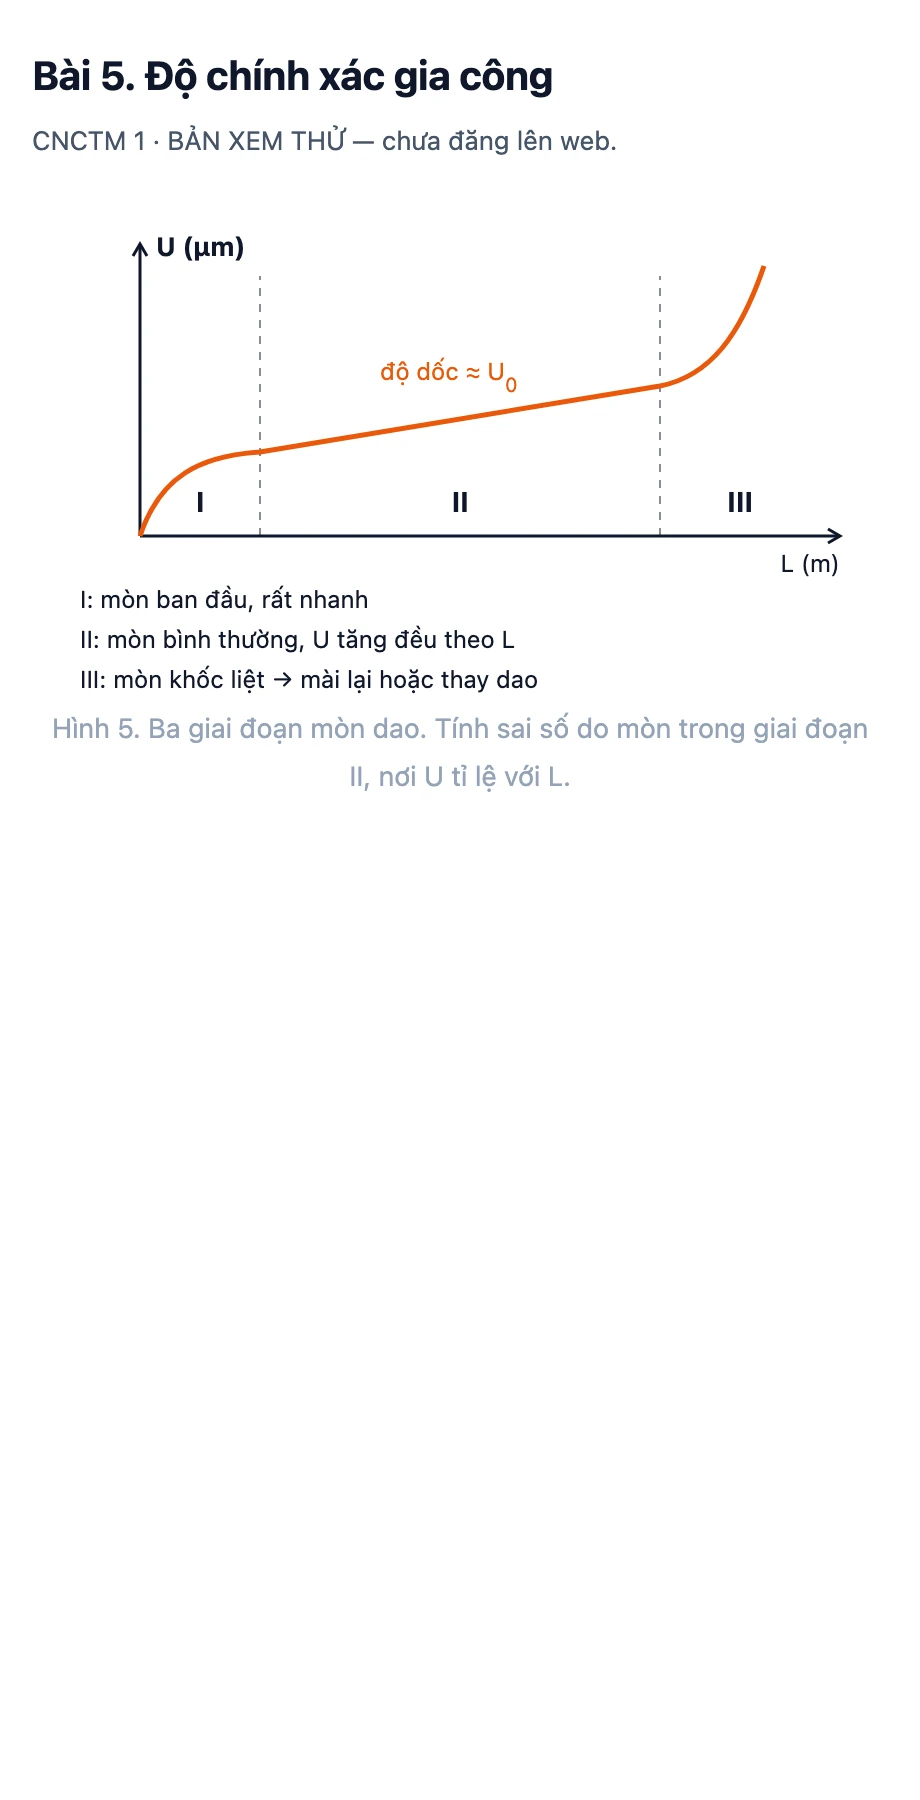 Bài 5. Độ chính xác gia công
CNCTM 1 · BẢN XEM THỬ — chưa đăng lên web.
U (μm)
độ dốc ≈ U₀
I
II
III
L (m)
I: mòn ban đầu, rất nhanh
II: mòn bình thường, U tăng đều theo L
III: mòn khốc liệt → mài lại hoặc thay dao
Hình 5. Ba giai đoạn mòn dao. Tính sai số do mòn trong giai đoạn
II, nơi U tỉ lệ với L.